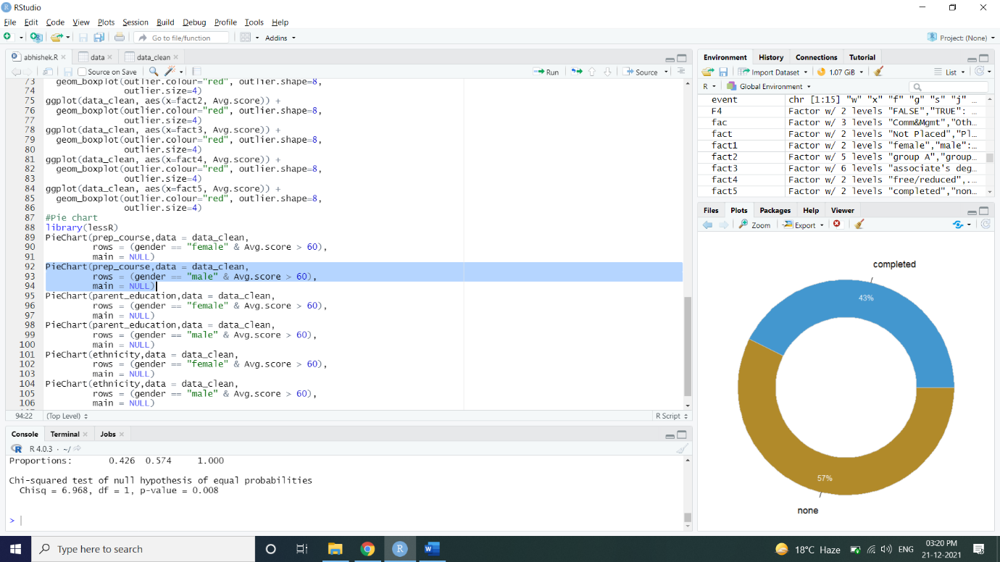 RStudio
File Edit Code View Plots Session Build Debug Profile Tools Help
Go to file/function Addins Project: (None)
abhishek.R data data_clean
Source on Save Run Source
73 geom_boxplot(outlier.colour="red", outlier.shape=8,
74 outlier.size=4)
75 ggplot(data_clean, aes(x=fact2, Avg.score)) +
76 geom_boxplot(outlier.colour="red", outlier.shape=8,
77 outlier.size=4)
78 ggplot(data_clean, aes(x=fact3, Avg.score)) +
79 geom_boxplot(outlier.colour="red", outlier.shape=8,
80 outlier.size=4)
81 ggplot(data_clean, aes(x=fact4, Avg.score)) +
82 geom_boxplot(outlier.colour="red", outlier.shape=8,
83 outlier.size=4)
84 ggplot(data_clean, aes(x=fact5, Avg.score)) +
85 geom_boxplot(outlier.colour="red", outlier.shape=8,
86 outlier.size=4)
87 #Pie chart
88 library(lessR)
89 PieChart(prep_course,data = data_clean,
90 rows = (gender == "female" & Avg.score > 60),
91 main = NULL)
92 PieChart(prep_course,data = data_clean,
93 rows = (gender == "male" & Avg.score > 60),
94 main = NULL)
95 PieChart(parent_education,data = data_clean,
96 rows = (gender == "female" & Avg.score > 60),
97 main = NULL)
98 PieChart(parent_education,data = data_clean,
99 rows = (gender == "male" & Avg.score > 60),
100 main = NULL)
101 PieChart(ethnicity,data = data_clean,
102 rows = (gender == "female" & Avg.score > 60),
103 main = NULL)
104 PieChart(ethnicity,data = data_clean,
105 rows = (gender == "male" & Avg.score > 60),
106 main = NULL)
94:22 (Top Level) R Script
Console Terminal Jobs
R 4.0.3 · ~/
Proportions: 0.426 0.574 1.000
Chi-squared test of null hypothesis of equal probabilities
Chisq = 6.968, df = 1, p-value = 0.008
>
Environment History Connections Tutorial
Import Dataset 1.07 GiB List
R Global Environment
event chr [1:15] "w" "x" "f" "g" "s" "j" …
F4 Factor w/ 2 levels "FALSE","TRUE": …
fac Factor w/ 3 levels "Comm&Mgmt","Oth…
fact Factor w/ 2 levels "Not Placed","Pl…
fact1 Factor w/ 2 levels "female","male":…
fact2 Factor w/ 5 levels "group A","group…
fact3 Factor w/ 6 levels "associate's deg…
fact4 Factor w/ 2 levels "free/reduced",.…
fact5 Factor w/ 2 levels "completed","non…
Files Plots Packages Help Viewer
Zoom Export
completed
43%
57%
none
Type here to search
18°C Haze ENG
03:20 PM
21-12-2021